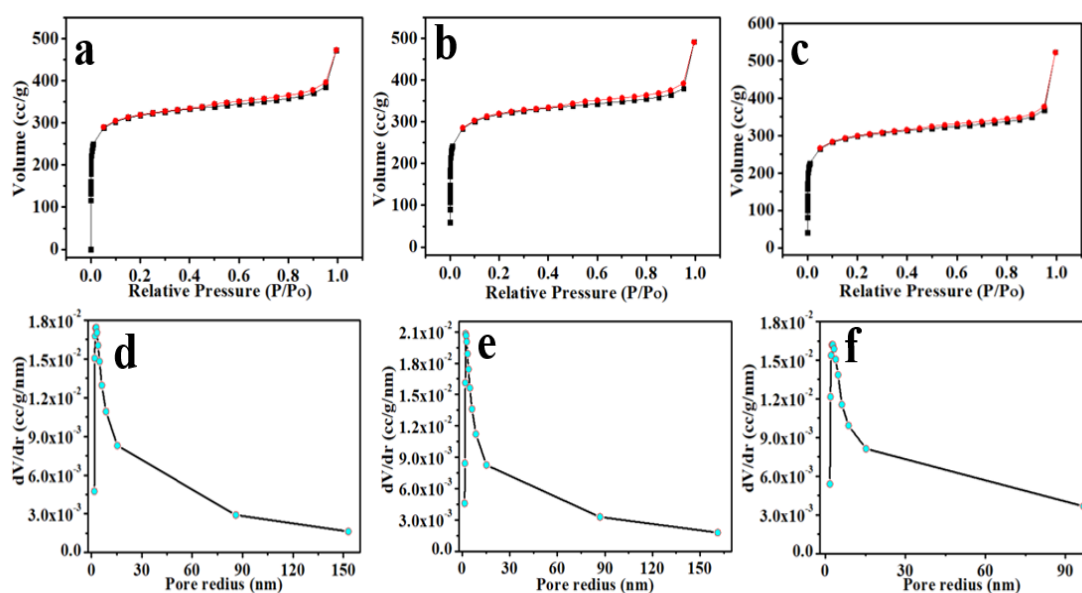 a
Volume (cc/g)
500
400
300
200
100
0
0.0 0.2 0.4 0.6 0.8 1.0
Relative Pressure (P/Po)
b
Volume (cc/g)
500
400
300
200
100
0
0.0 0.2 0.4 0.6 0.8 1.0
Relative Pressure (P/Po)
c
Volume (cc/g)
600
500
400
300
200
100
0
0.0 0.2 0.4 0.6 0.8 1.0
Relative Pressure (P/Po)
d
dV/dr (cc/g/nm)
1.8x10⁻²
1.5x10⁻²
1.2x10⁻²
9.0x10⁻³
6.0x10⁻³
3.0x10⁻³
0.0
0 30 60 90 120 150
Pore redius (nm)
e
dV/dr (cc/g/nm)
2.1x10⁻²
1.8x10⁻²
1.5x10⁻²
1.2x10⁻²
9.0x10⁻³
6.0x10⁻³
3.0x10⁻³
0.0
0 30 60 90 120 150
Pore redius (nm)
f
dV/dr (cc/g/nm)
1.8x10⁻²
1.5x10⁻²
1.2x10⁻²
9.0x10⁻³
6.0x10⁻³
3.0x10⁻³
0.0
0 30 60 90
Pore redius (nm)